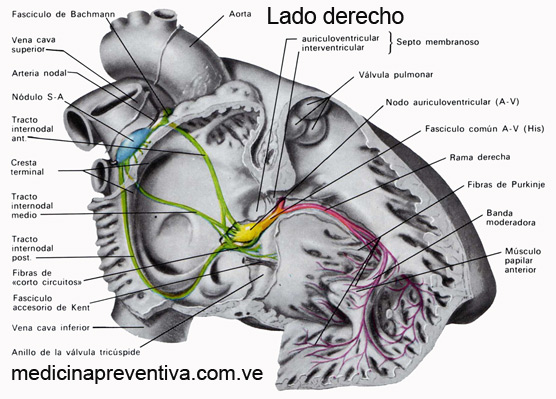 Lado derecho
Fascículo de Bachmann
Aorta
Vena cava
superior
Arteria nodal
Nódulo S-A
Tracto
internodal
ant.
Cresta
terminal
Tracto
internodal
medio
Tracto
internodal
post.
Fibras de
«corto circuitos»
Fascículo
accesorio de Kent
Vena cava inferior
Anillo de la válvula tricúspide
auriculoventricular
interventricular
Septo membranoso
Válvula pulmonar
Nodo auriculoventricular (A-V)
Fascículo común A-V (His)
Rama derecha
Fibras de Purkinje
Banda
moderadora
Músculo
papilar
anterior
medicinapreventiva.com.ve